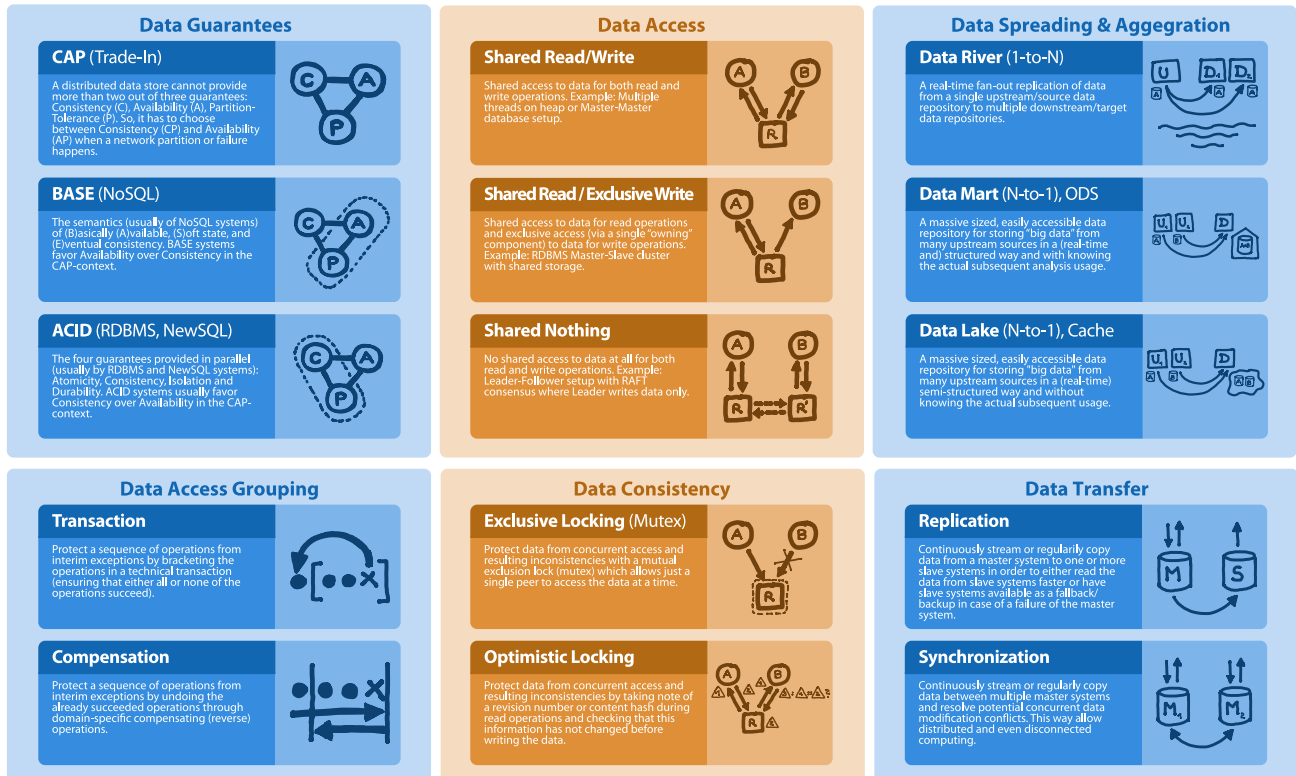 Data Guarantees
CAP (Trade-In)
A distributed data store cannot provide
more than two out of three guarantees:
Consistency (C), Availability (A), Partition-
Tolerance (P). So, it has to choose
between Consistency (CP) and Availability
(AP) when a network partition or failure
happens.
C A
P
BASE (NoSQL)
The semantics (usually of NoSQL systems)
of (B)asically (A)vailable, (S)oft state, and
(E)ventual consistency. BASE systems
favor Availability over Consistency in the
CAP-context.
C A
P
ACID (RDBMS, NewSQL)
The four guarantees provided in parallel
(usually by RDBMS and NewSQL systems):
Atomicity, Consistency, Isolation and
Durability. ACID systems usually favor
Consistency over Availability in the CAP-
context.
C A
P
Data Access
Shared Read/Write
Shared access to data for both read and
write operations. Example: Multiple
threads on heap or Master-Master
database setup.
A B
R
Shared Read / Exclusive Write
Shared access to data for read operations
and exclusive access (via a single "owning"
component) to data for write operations.
Example: RDBMS Master-Slave cluster
with shared storage.
A B
R
Shared Nothing
No shared access to data at all for both
read and write operations. Example:
Leader-Follower setup with RAFT
consensus where Leader writes data only.
A B
R R'
Data Spreading & Aggegration
Data River (1-to-N)
A real-time fan-out replication of data
from a single upstream/source data
repository to multiple downstream/target
data repositories.
U D₁ D₂
A A A
Data Mart (N-to-1), ODS
A massive sized, easily accessible data
repository for storing "big data" from
many upstream sources in a (real-time
and) structured way and with knowing
the actual subsequent analysis usage.
D
A B
Data Lake (N-to-1), Cache
A massive sized, easily accessible data
repository for storing "big data" from
many upstream sources in a (real-time)
semi-structured way and without
knowing the actual subsequent usage.
D
A B A B
Data Access Grouping
Transaction
Protect a sequence of operations from
interim exceptions by bracketing the
operations in a technical transaction
(ensuring that either all or none of the
operations succeed).
Compensation
Protect a sequence of operations from
interim exceptions by undoing the
already succeeded operations through
domain-specific compensating (reverse)
operations.
Data Consistency
Exclusive Locking (Mutex)
Protect data from concurrent access and
resulting inconsistencies with a mutual
exclusion lock (mutex) which allows just a
single peer to access the data at a time.
A B
R
Optimistic Locking
Protect data from concurrent access and
resulting inconsistencies by taking note of
a revision number or content hash during
read operations and checking that this
information has not changed before
writing the data.
A B
R
Data Transfer
Replication
Continuously stream or regularily copy
data from a master system to one or more
slave systems in order to either read the
data from slave systems faster or have
slave systems available as a fallback/
backup in case of a failure of the master
system.
M S
Synchronization
Continuously stream or regularly copy
data between multiple master systems
and resolve potential concurrent data
modification conflicts. This way allow
distributed and even disconnected
computing.
M₁ M₂